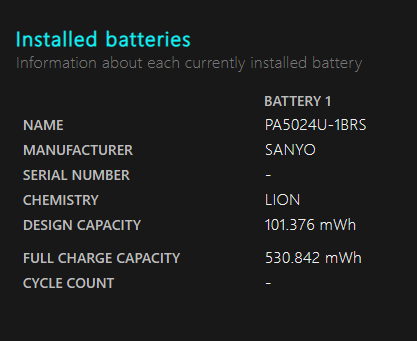 Installed batteries
Information about each currently installed battery
BATTERY 1
NAME PA5024U-1BRS
MANUFACTURER SANYO
SERIAL NUMBER -
CHEMISTRY LION
DESIGN CAPACITY 101.376 mWh
FULL CHARGE CAPACITY 530.842 mWh
CYCLE COUNT -